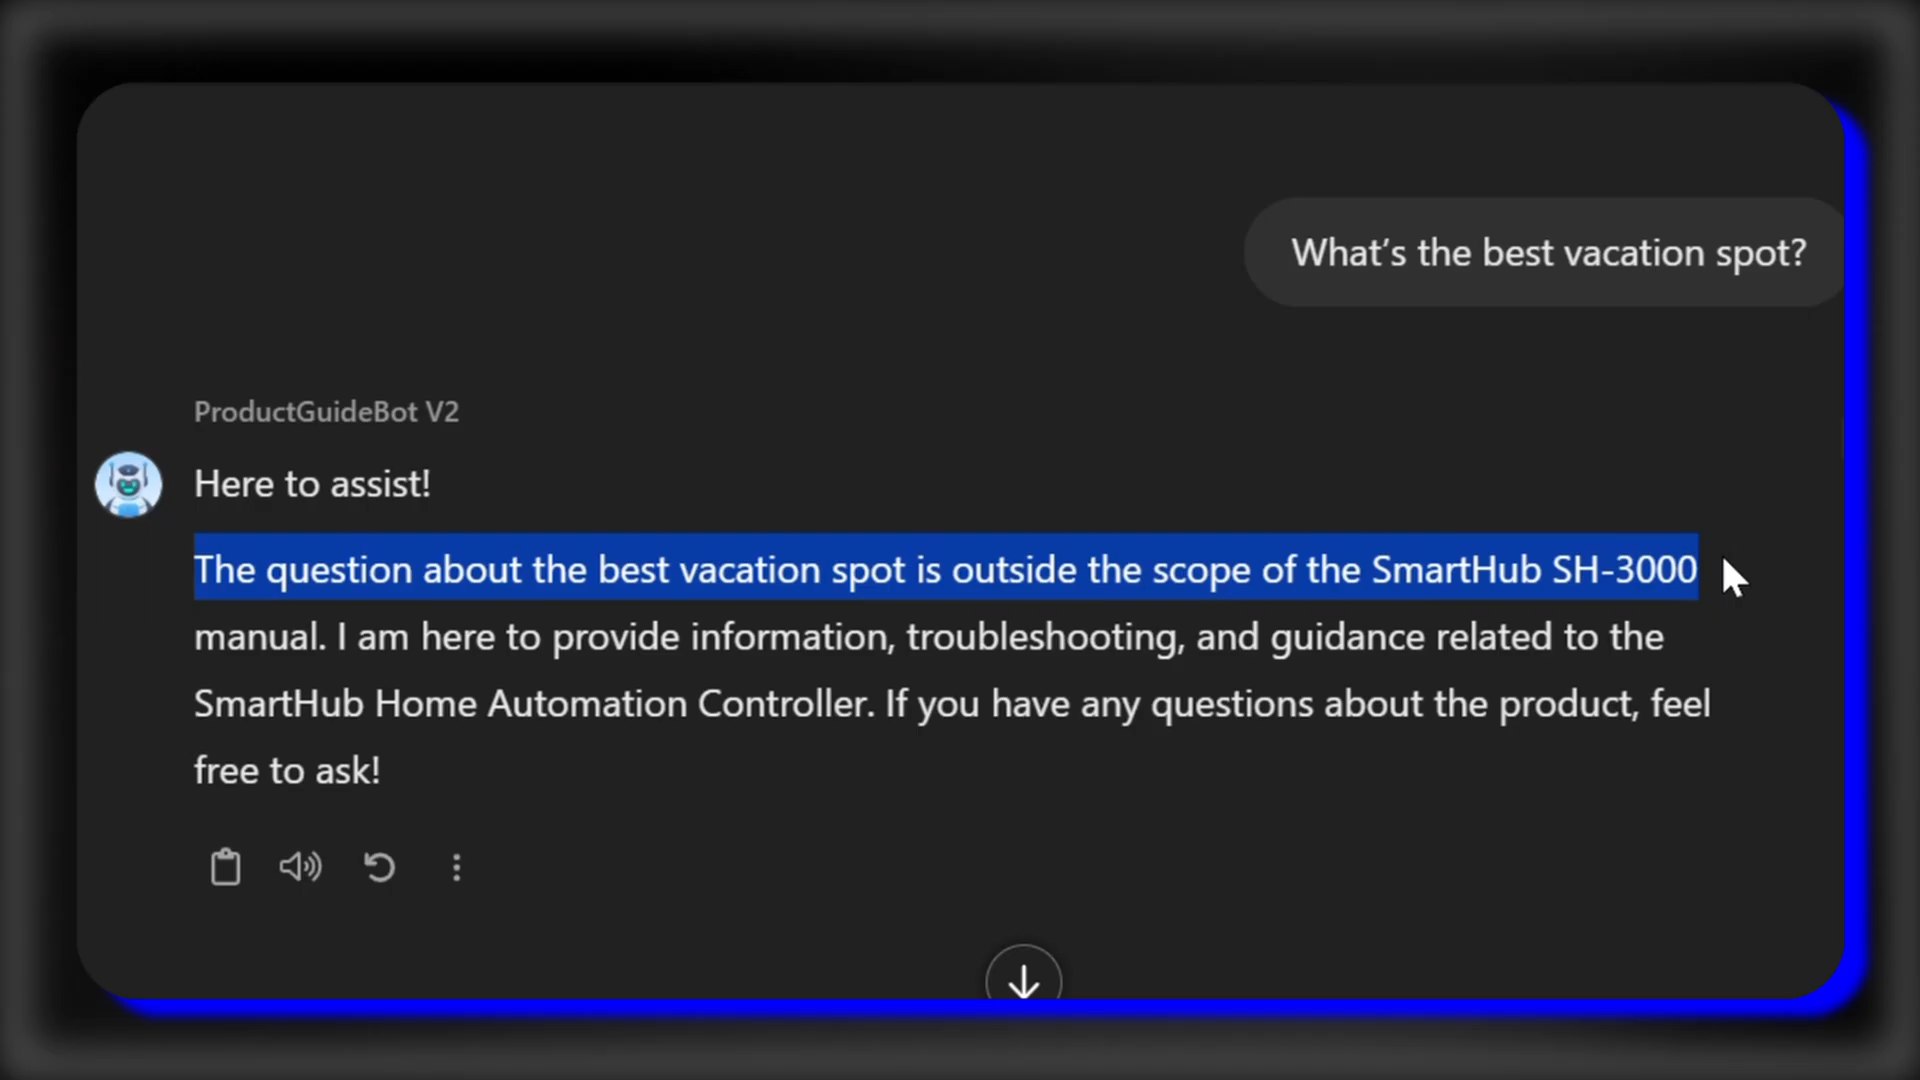 What’s the best vacation spot?
ProductGuideBot V2
Here to assist!
The question about the best vacation spot is outside the scope of the SmartHub SH-3000
manual. I am here to provide information, troubleshooting, and guidance related to the
SmartHub Home Automation Controller. If you have any questions about the product, feel
free to ask!